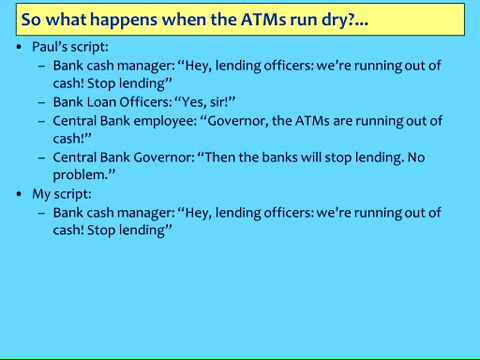 So what happens when the ATMs run dry?...
• Paul's script:
– Bank cash manager: “Hey, lending officers: we're running out of
cash! Stop lending”
– Bank Loan Officers: “Yes, sir!”
– Central Bank employee: “Governor, the ATMs are running out of
cash!”
– Central Bank Governor: “Then the banks will stop lending. No
problem.”
• My script:
– Bank cash manager: “Hey, lending officers: we're running out of
cash! Stop lending”